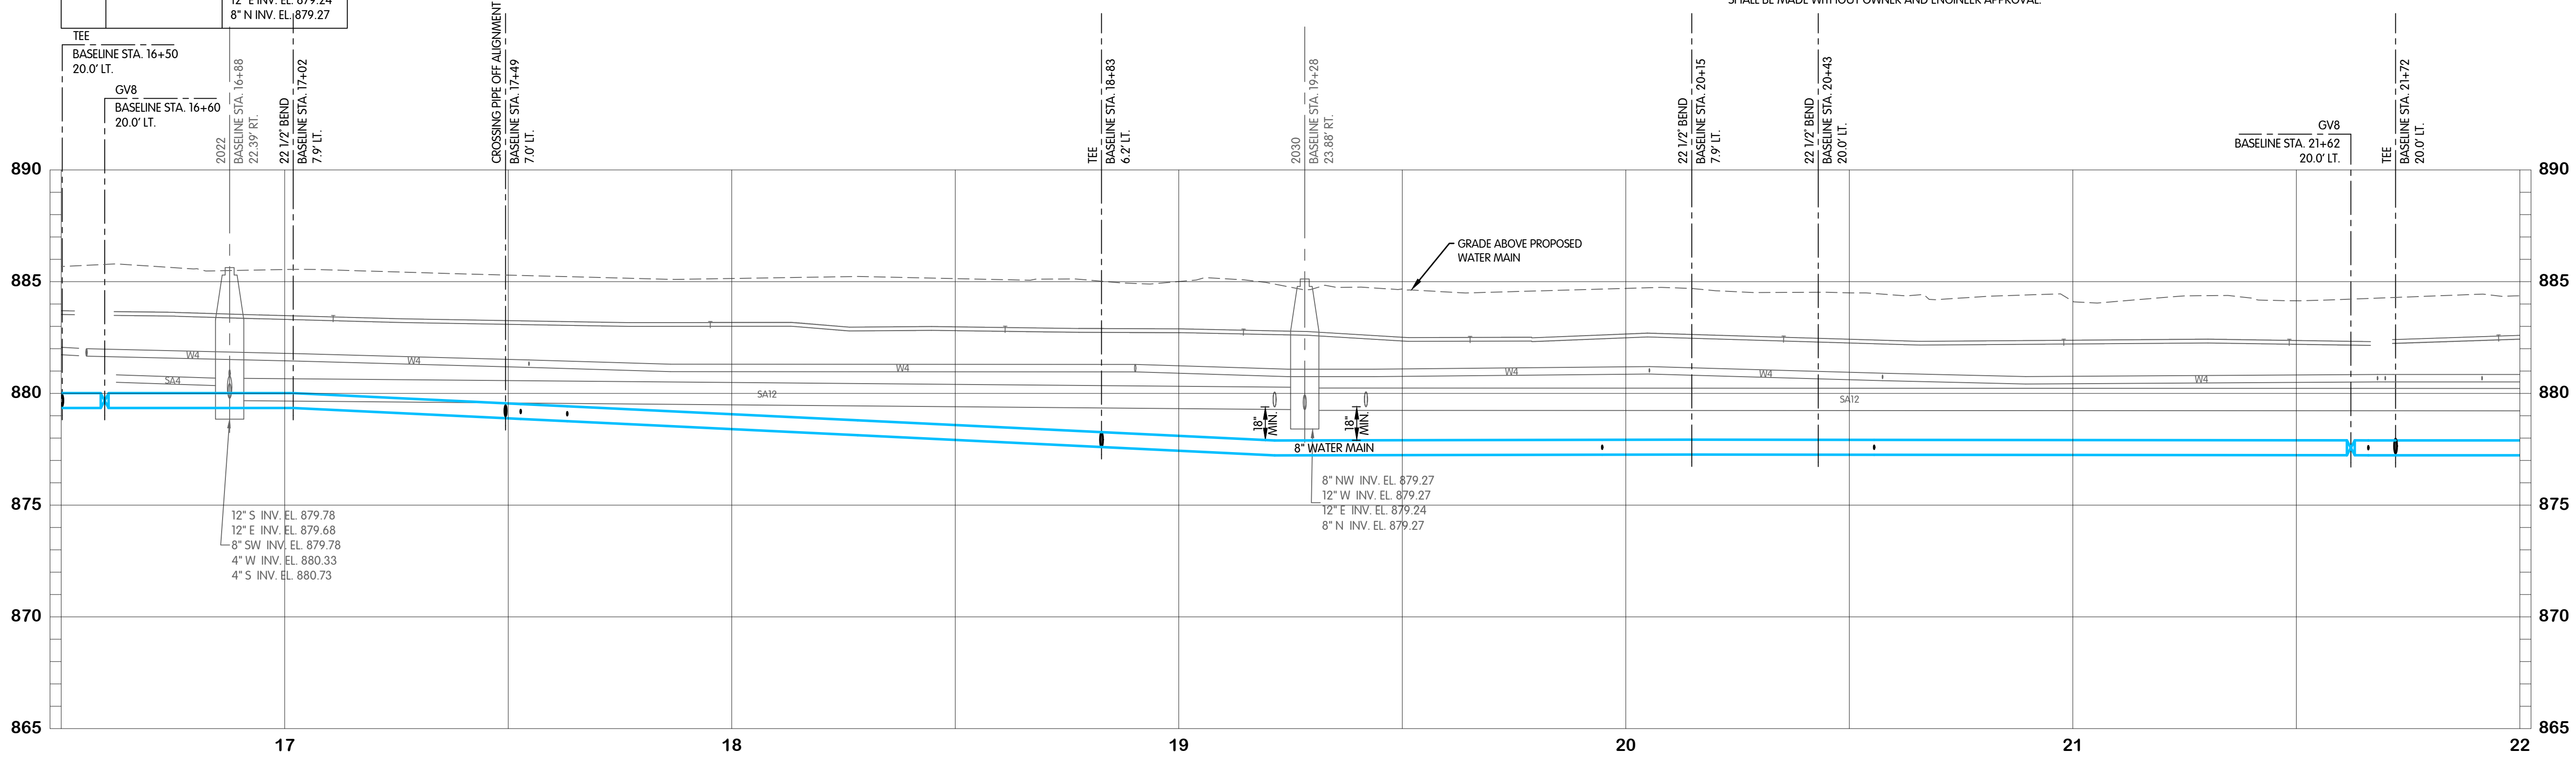 12" E INV. EL. 879.24
8" N INV. EL. 879.27
SHALL BE MADE WITHOUT OWNER AND ENGINEER APPROVAL.
TEE
BASELINE STA. 16+50
20.0' LT.
GV8
BASELINE STA. 16+60
20.0' LT.
2022
BASELINE STA. 16+88
22.39' RT.
22 1/2° BEND
BASELINE STA. 17+02
7.9' LT.
CROSSING PIPE OFF ALIGNMENT
BASELINE STA. 17+49
7.0' LT.
TEE
BASELINE STA. 18+83
6.2' LT.
2030
BASELINE STA. 19+28
23.88' RT.
22 1/2° BEND
BASELINE STA. 20+15
7.9' LT.
22 1/2° BEND
BASELINE STA. 20+43
20.0' LT.
GV8
BASELINE STA. 21+62
20.0' LT.
TEE
BASELINE STA. 21+72
20.0' LT.
890
890
GRADE ABOVE PROPOSED
WATER MAIN
885
885
T
T
T
T
T
T
T
T
T
W4
W4
W4
W4
W4
W4
SA4
880
880
SA12
SA12
18"
MIN.
18"
MIN.
8" WATER MAIN
875
875
8" NW INV. EL. 879.27
12" W INV. EL. 879.27
12" E INV. EL. 879.24
8" N INV. EL. 879.27
12" S INV. EL. 879.78
12" E INV. EL. 879.68
8" SW INV. EL. 879.78
4" W INV. EL. 880.33
4" S INV. EL. 880.73
870
870
865
865
17
18
19
20
21
22